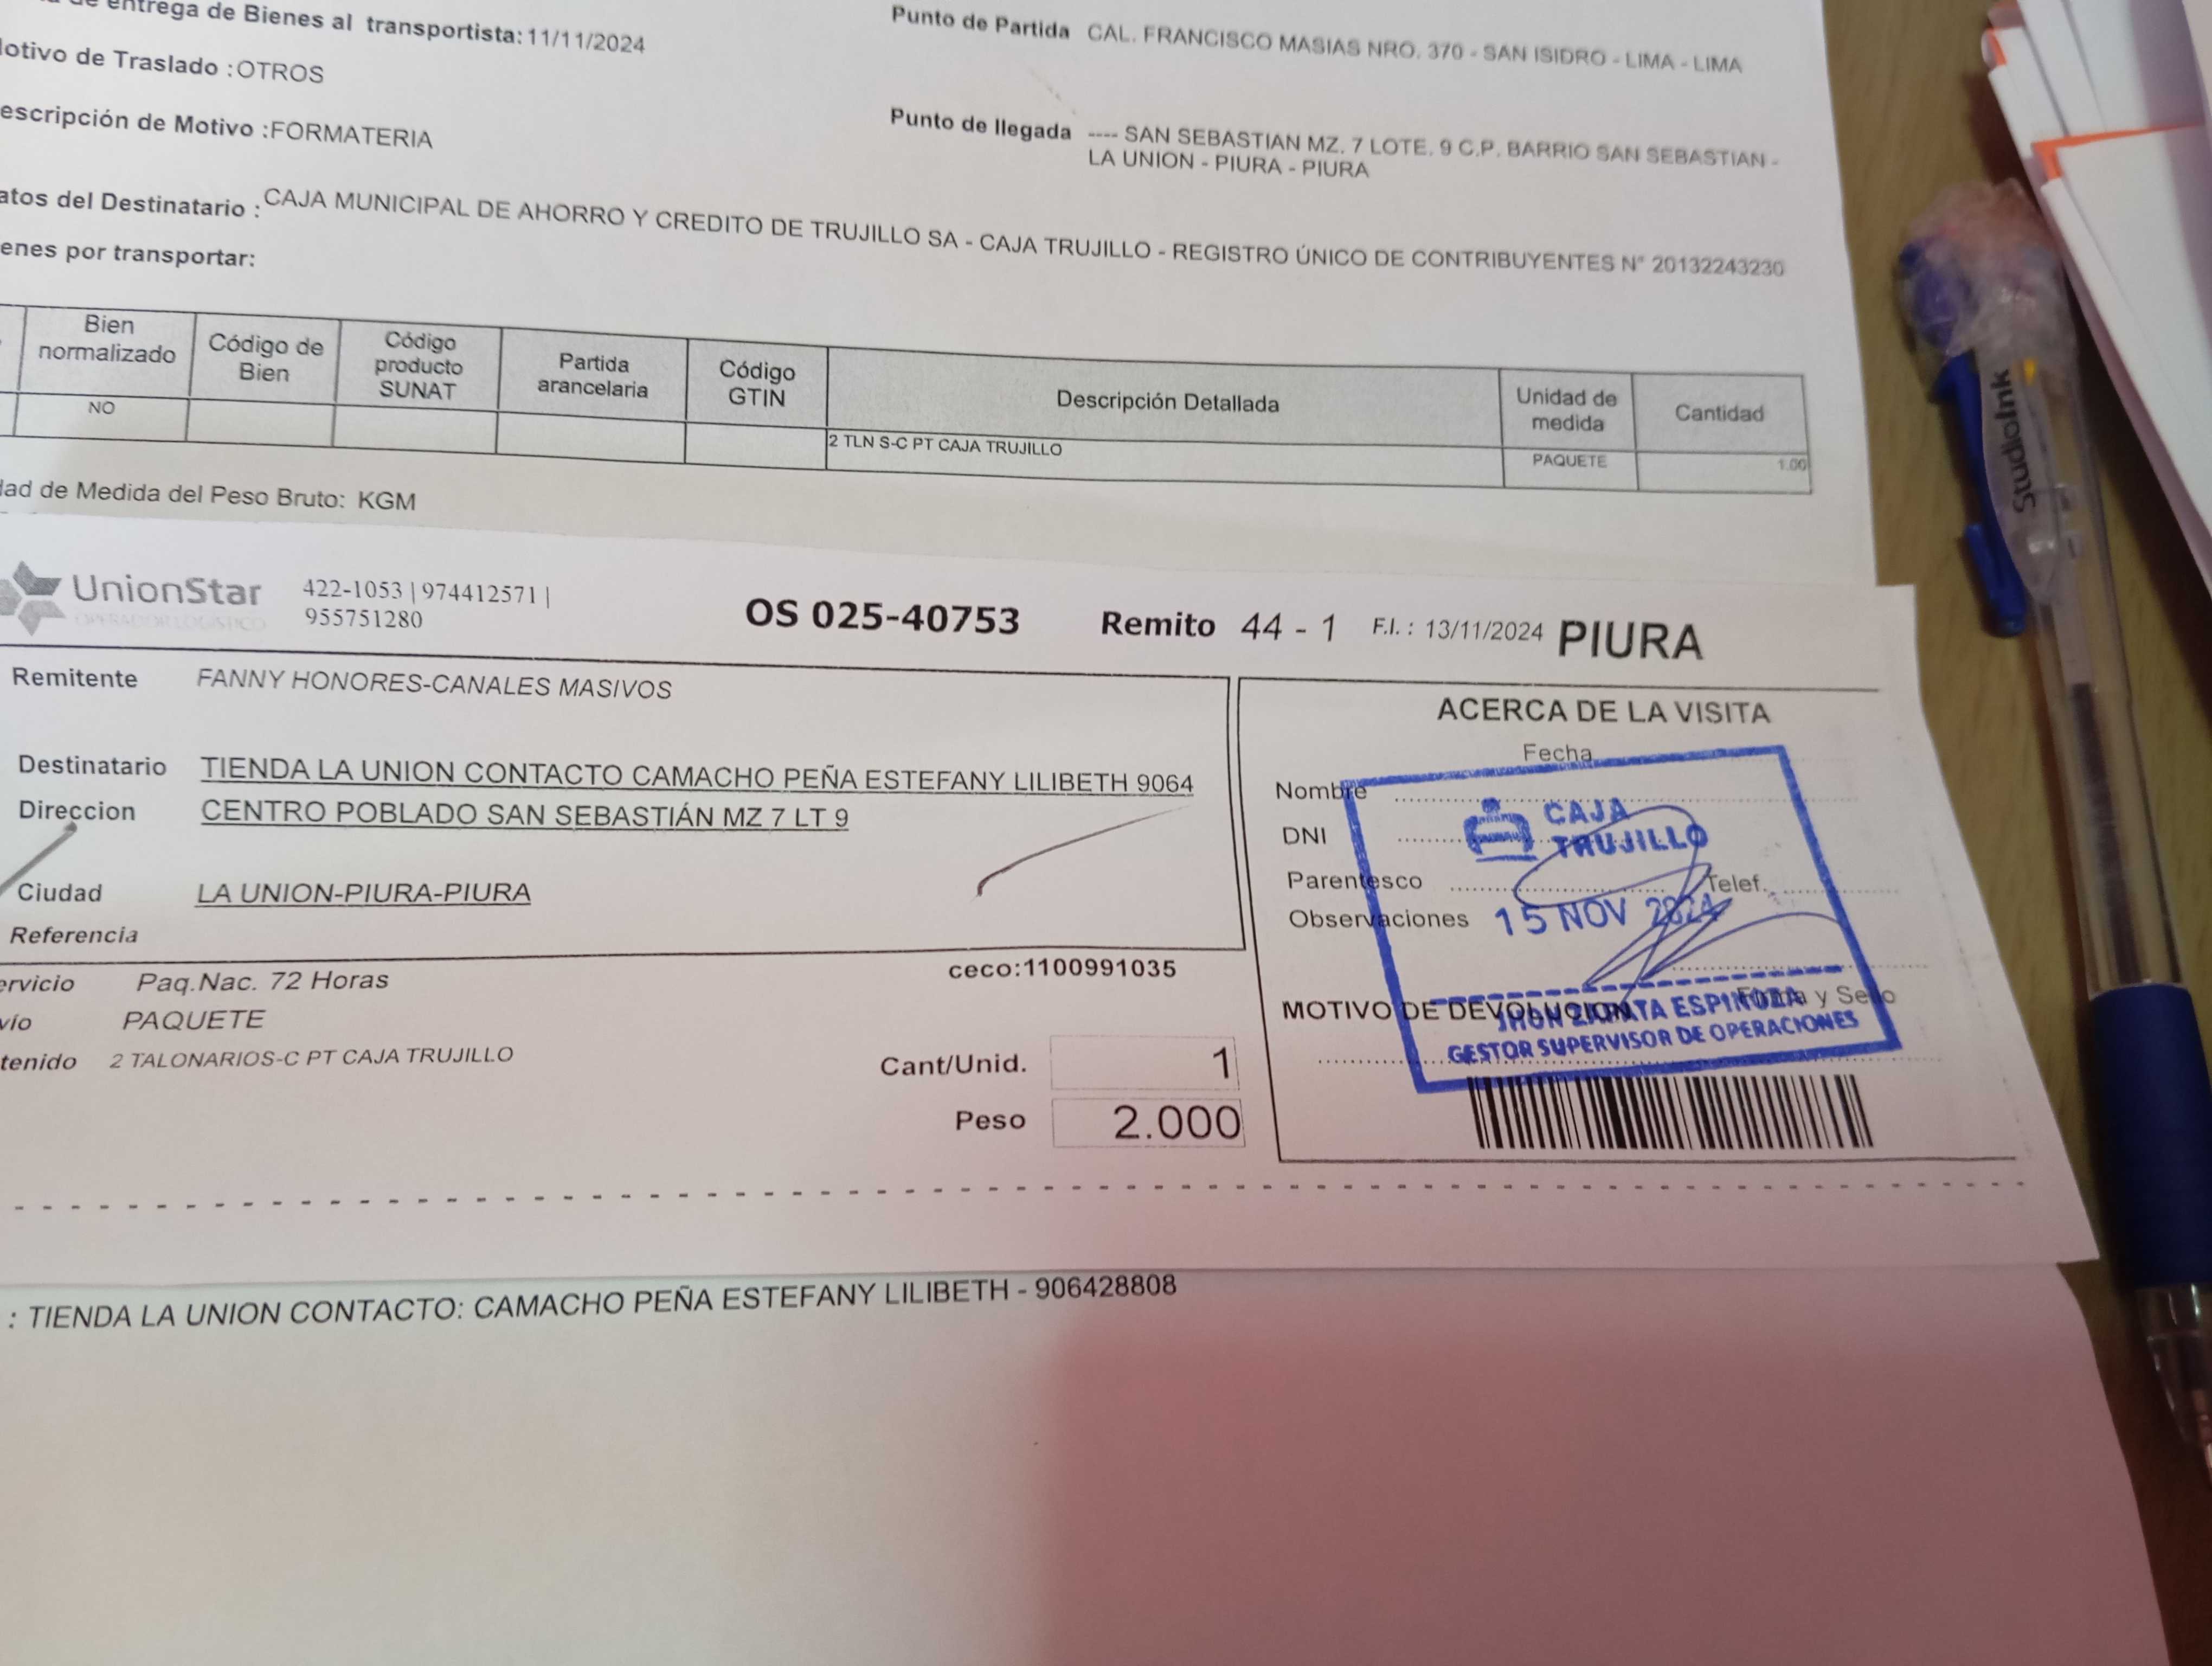 entrega de Bienes al transportista: 11/11/2024
Punto de Partida CAL. FRANCISCO MASIAS NRO. 370 - SAN ISIDRO - LIMA - LIMA
otivo de Traslado : OTROS
escripción de Motivo : FORMATERIA
Punto de llegada ---- SAN SEBASTIAN MZ. 7 LOTE. 9 C.P. BARRIO SAN SEBASTIAN -
LA UNION - PIURA - PIURA
atos del Destinatario : CAJA MUNICIPAL DE AHORRO Y CREDITO DE TRUJILLO SA - CAJA TRUJILLO - REGISTRO ÚNICO DE CONTRIBUYENTES N° 20132243230
enes por transportar:
Bien normalizado Código de Bien Código producto SUNAT Partida arancelaria Código GTIN Descripción Detallada Unidad de medida Cantidad
NO 2 TLN S-C PT CAJA TRUJILLO PAQUETE 1.00
dad de Medida del Peso Bruto: KGM
UnionStar
OPERADOR LOGÍSTICO
422-1053 | 974412571 |
955751280
OS 025-40753 Remito 44 - 1 F.I. : 13/11/2024 PIURA
Remitente FANNY HONORES-CANALES MASIVOS
Destinatario TIENDA LA UNION CONTACTO CAMACHO PEÑA ESTEFANY LILIBETH 9064
Direccion CENTRO POBLADO SAN SEBASTIÁN MZ 7 LT 9
Ciudad LA UNION-PIURA-PIURA
Referencia
ervicio Paq.Nac. 72 Horas
ceco:1100991035
vío PAQUETE
tenido 2 TALONARIOS-C PT CAJA TRUJILLO
Cant/Unid. 1
Peso 2.000
ACERCA DE LA VISITA
Fecha
Nombre
DNI
Parentesco Telef.
Observaciones
Firma y Sello
MOTIVO DE DEVOLUCION
CAJA
TRUJILLO
15 NOV 2024
ESPINOZA
GESTOR SUPERVISOR DE OPERACIONES
: TIENDA LA UNION CONTACTO: CAMACHO PEÑA ESTEFANY LILIBETH - 906428808
StudioInk